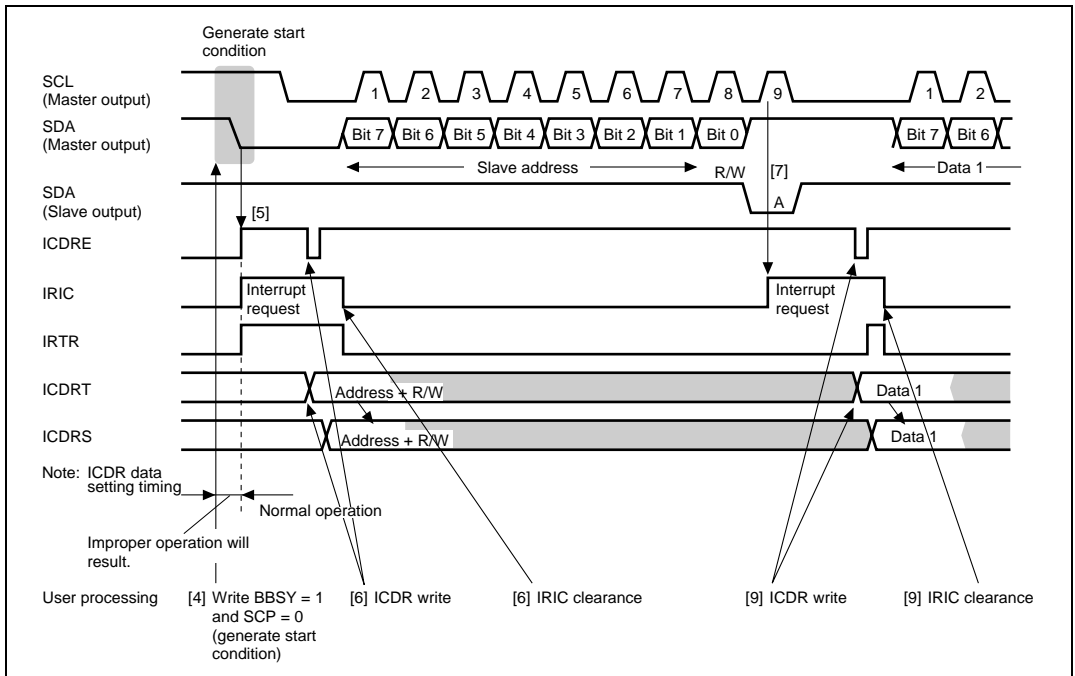 Generate start
condition
SCL
(Master output)
1 2 3 4 5 6 7 8 9 1 2
SDA
(Master output)
Bit 7 Bit 6 Bit 5 Bit 4 Bit 3 Bit 2 Bit 1 Bit 0 Bit 7 Bit 6
Slave address R/W [7] Data 1
SDA
(Slave output)
A
[5]
ICDRE
IRIC
Interrupt
request
Interrupt
request
IRTR
ICDRT
Address + R/W
Data 1
ICDRS
Address + R/W
Data 1
Note: ICDR data
setting timing
Normal operation
Improper operation will
result.
User processing
[4] Write BBSY = 1
and SCP = 0
(generate start
condition)
[6] ICDR write
[6] IRIC clearance
[9] ICDR write
[9] IRIC clearance